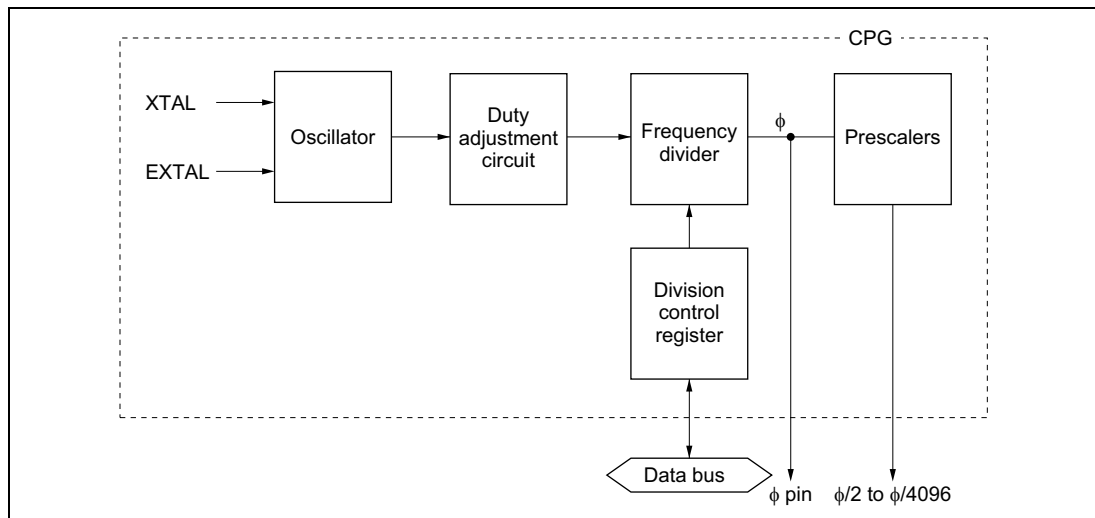 CPG
XTAL
EXTAL
Oscillator
Duty
adjustment
circuit
Frequency
divider
ϕ
Prescalers
Division
control
register
Data bus
ϕ pin
ϕ/2 to ϕ/4096